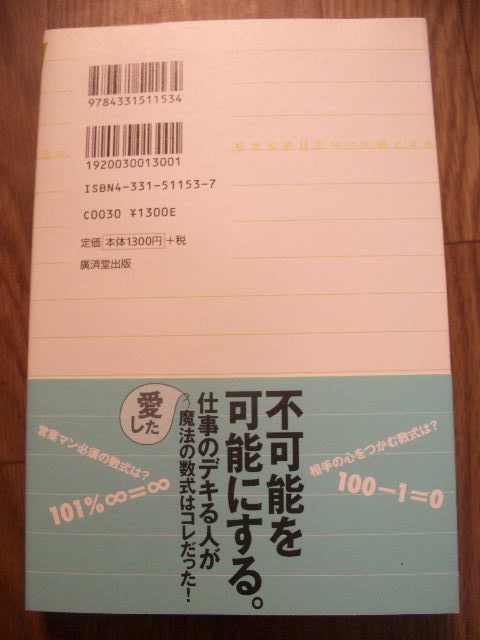 9784331511534
1920030013001
ISBN4-331-51153-7
C0030 ¥1300E
定価 本体1300円 +税
廣済堂出版
不可能を
可能にする。
仕事のデキる人が
愛した
魔法の数式はコレだった！
相手の心をつかむ数式は？
100-1=0
営業マン必須の数式は？
101%∞=∞